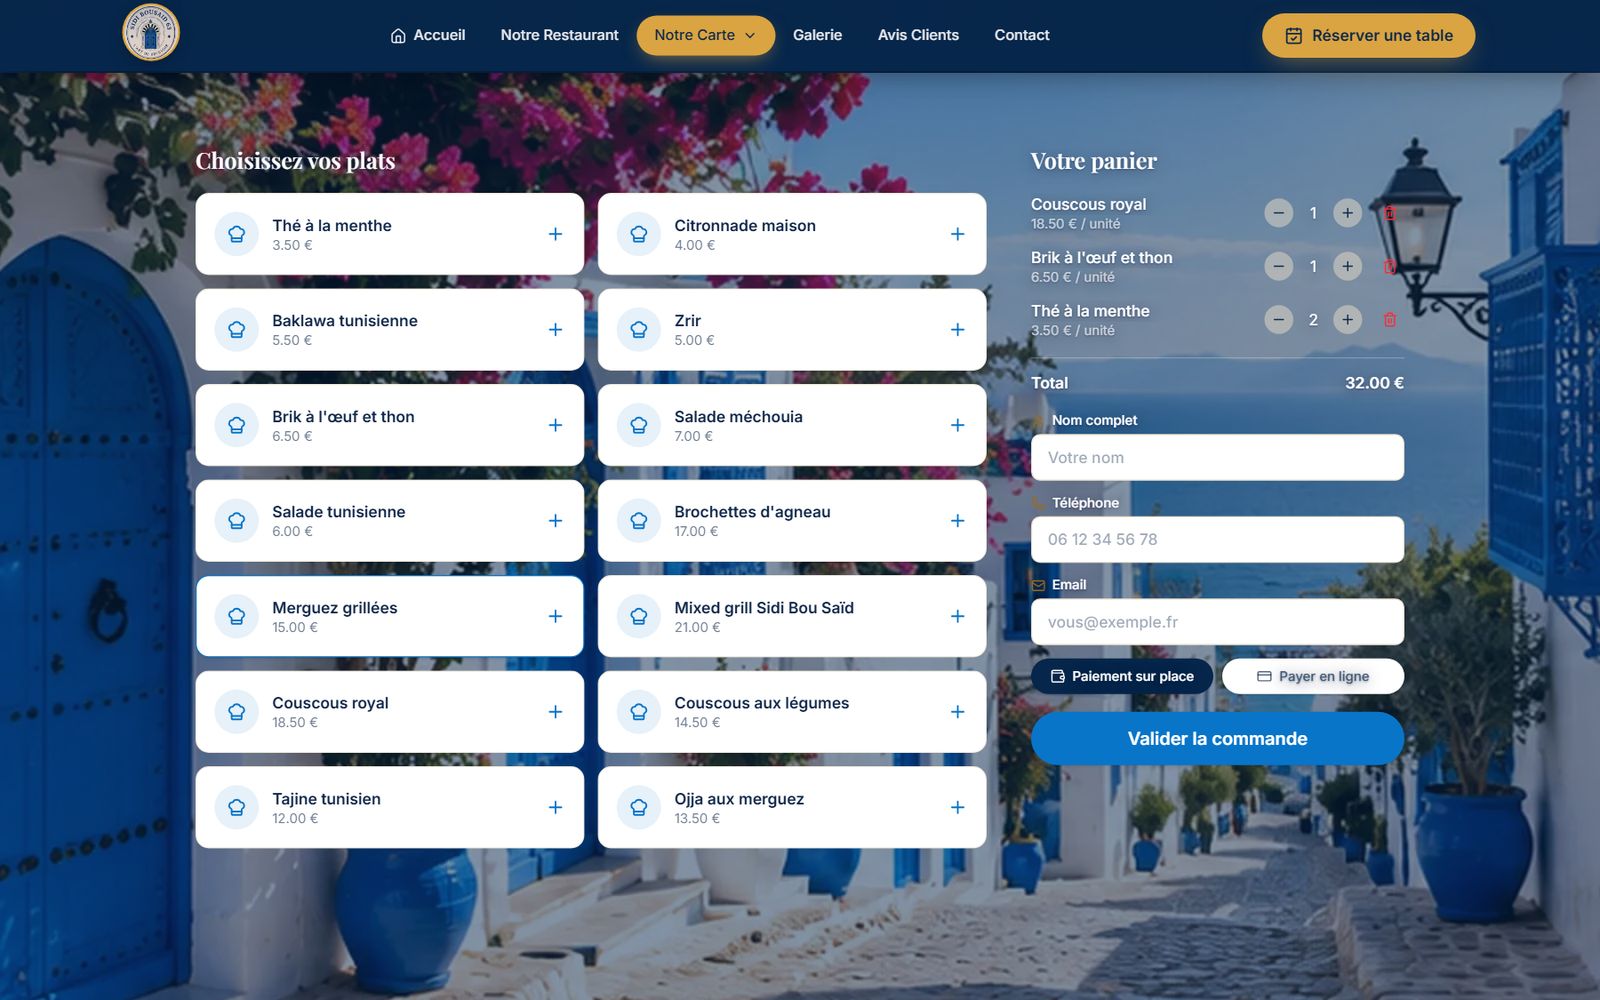 SIDI BOUSAID 63
Accueil
Notre Restaurant
Notre Carte
Galerie
Avis Clients
Contact
Réserver une table
Choisissez vos plats
Thé à la menthe
3.50 €
Citronnade maison
4.00 €
Baklawa tunisienne
5.50 €
Zrir
5.00 €
Brik à l'œuf et thon
6.50 €
Salade méchouia
7.00 €
Salade tunisienne
6.00 €
Brochettes d'agneau
17.00 €
Merguez grillées
15.00 €
Mixed grill Sidi Bou Saïd
21.00 €
Couscous royal
18.50 €
Couscous aux légumes
14.50 €
Tajine tunisien
12.00 €
Ojja aux merguez
13.50 €
Votre panier
Couscous royal
18.50 € / unité
1
Brik à l'œuf et thon
6.50 € / unité
1
Thé à la menthe
3.50 € / unité
2
Total 32.00 €
Nom complet
Votre nom
Téléphone
06 12 34 56 78
Email
vous@exemple.fr
Paiement sur place
Payer en ligne
Valider la commande